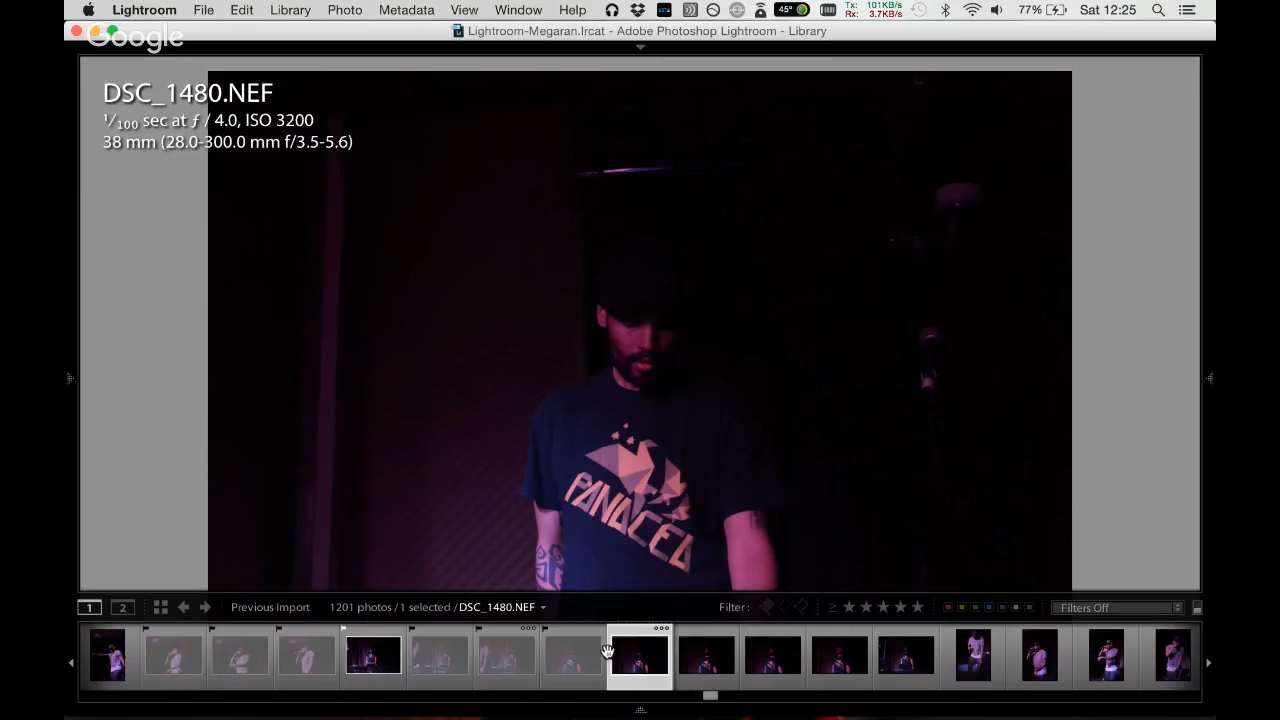 Lightroom File Edit Library Photo Metadata View Window Help 45° Tx: 101KB/s Rx: 3.7KB/s 77% Sat 12:25
Google
Lightroom-Megaran.lrcat - Adobe Photoshop Lightroom - Library
DSC_1480.NEF
1/100 sec at ƒ / 4.0, ISO 3200
38 mm (28.0-300.0 mm f/3.5-5.6)
PANACEA
1 2 Previous Import 1201 photos / 1 selected / DSC_1480.NEF Filter : ≥ ★★★★★ Filters Off